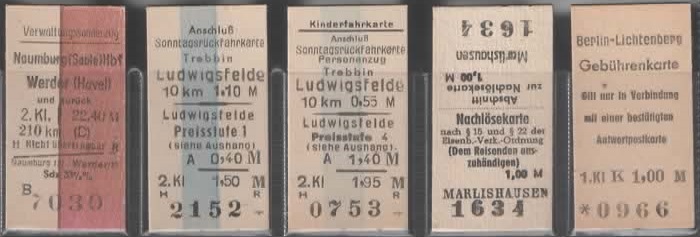 Naumburg (Saale) Hbf
Werder (Havel)
und zurück
2. Kl. 22.40 M
210 km (C)
B
7030
Anschluß
Sonntagsrückfahrkarte
Trebbin
Ludwigsfelde
10 km 1.10 M
Ludwigsfelde
Preisstufe 1
(siehe Aushang)
A 0,40 M
2. Kl 1,50 M
H R
2152
Kinderfahrkarte
Anschluß
Sonntagsrückfahrkarte
Personenzug
Trebbin
Ludwigsfelde
10 km 0.55 M
Ludwigsfelde
Preisstufe 4
(siehe Aushang).
A 1,40 M
2. Kl 1,95 M
H R
0753
1634
Marlishausen
1,00 M
zur Nachlösekarte
Abschnitt
Nachlösekarte
nach § 15 und § 22 der
Eisenb.-Verk.-Ordnung
(Dem Reisenden aus-
zuhändigen)
1,00 M
MARLISHAUSEN
1634
Berlin-Lichtenberg
Gebührenkarte
Gilt nur in Verbindung
mit einer bestätigten
Antwortpostkarte
1. Kl K 1,00 M
*0966